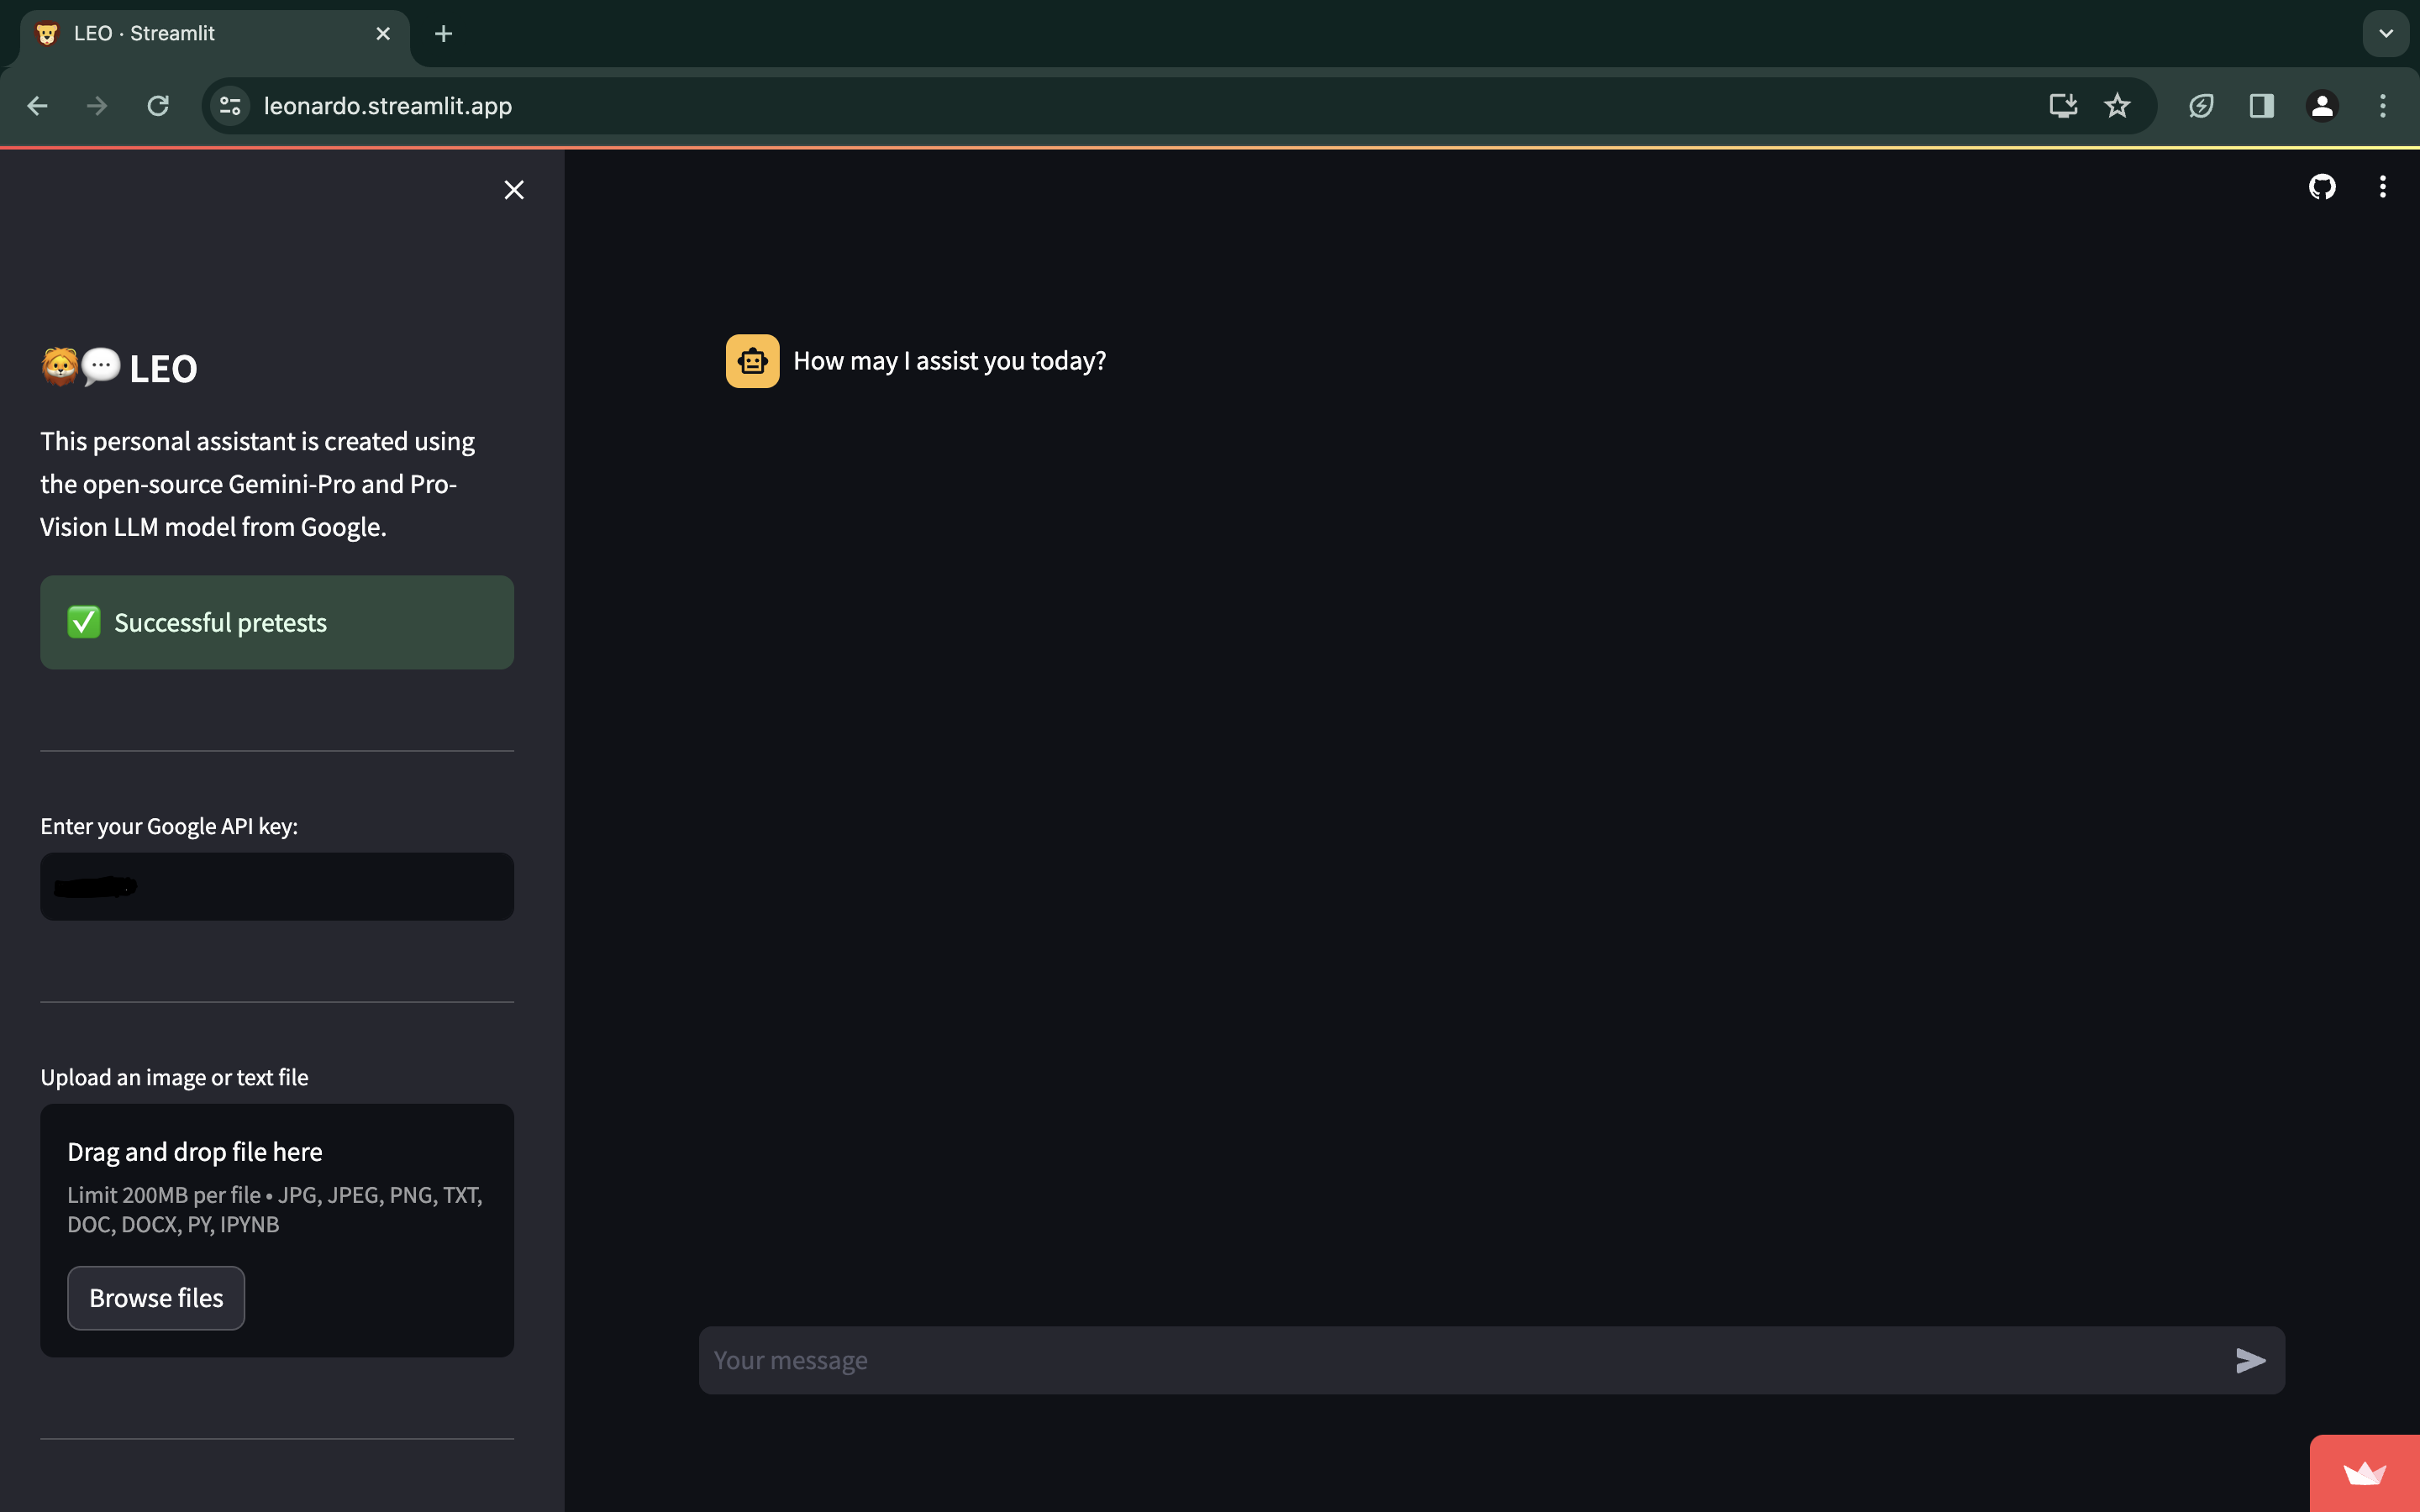 LEO · Streamlit
leonardo.streamlit.app
LEO
This personal assistant is created using
the open-source Gemini-Pro and Pro-
Vision LLM model from Google.
Successful pretests
Enter your Google API key:
Upload an image or text file
Drag and drop file here
Limit 200MB per file • JPG, JPEG, PNG, TXT,
DOC, DOCX, PY, IPYNB
Browse files
How may I assist you today?
Your message